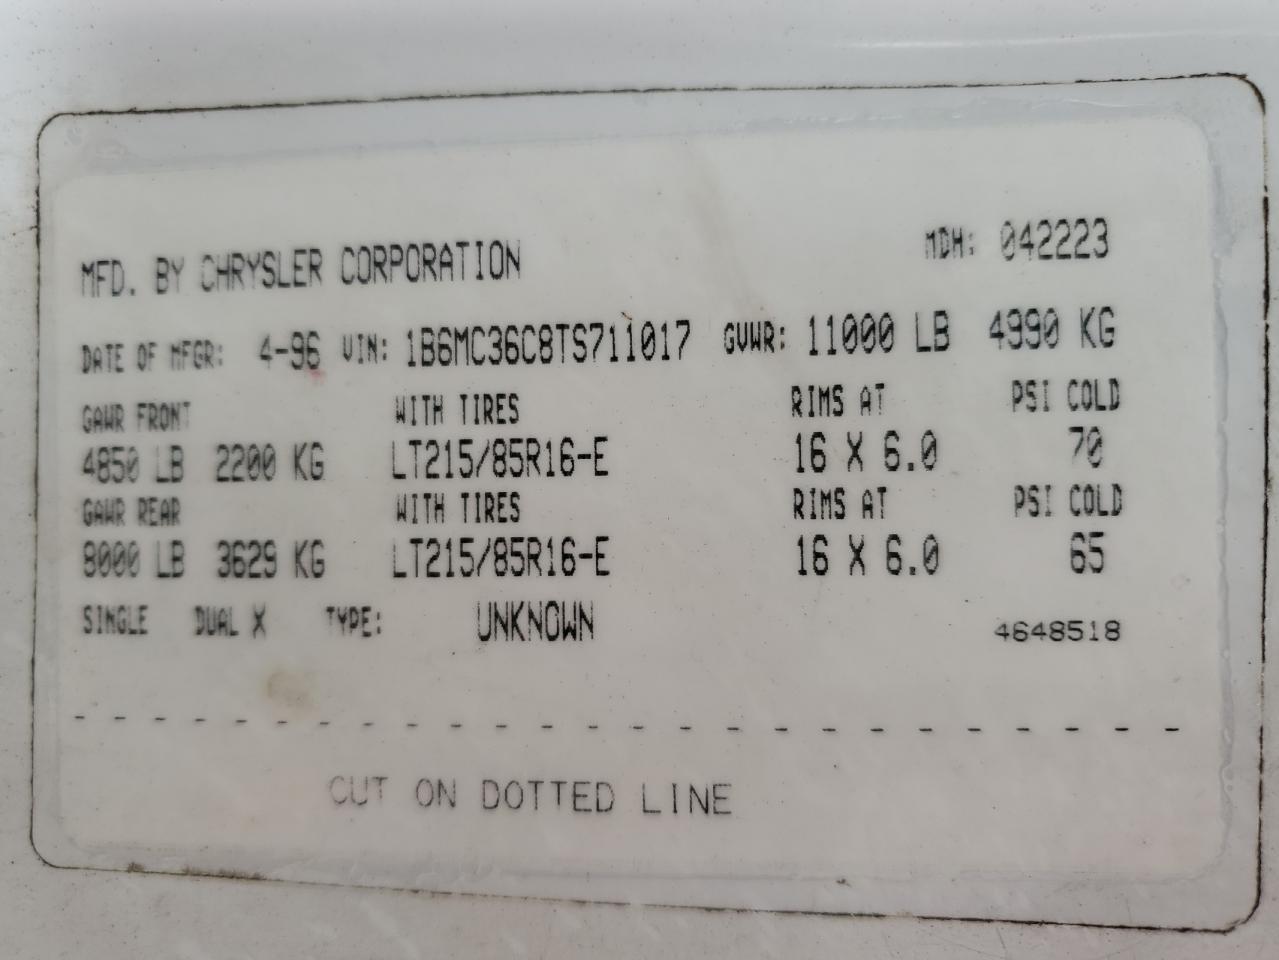 MFD. BY CHRYSLER CORPORATION MDH: 042223
DATE OF MFGR: 4-96 VIN: 1B6MC36C8TS711017 GVWR: 11000 LB 4990 KG
GAWR FRONT WITH TIRES RIMS AT PSI COLD
4850 LB 2200 KG LT215/85R16-E 16 X 6.0 70
GAWR REAR WITH TIRES RIMS AT PSI COLD
8000 LB 3629 KG LT215/85R16-E 16 X 6.0 65
SINGLE DUAL X TYPE: UNKNOWN 4648518
CUT ON DOTTED LINE